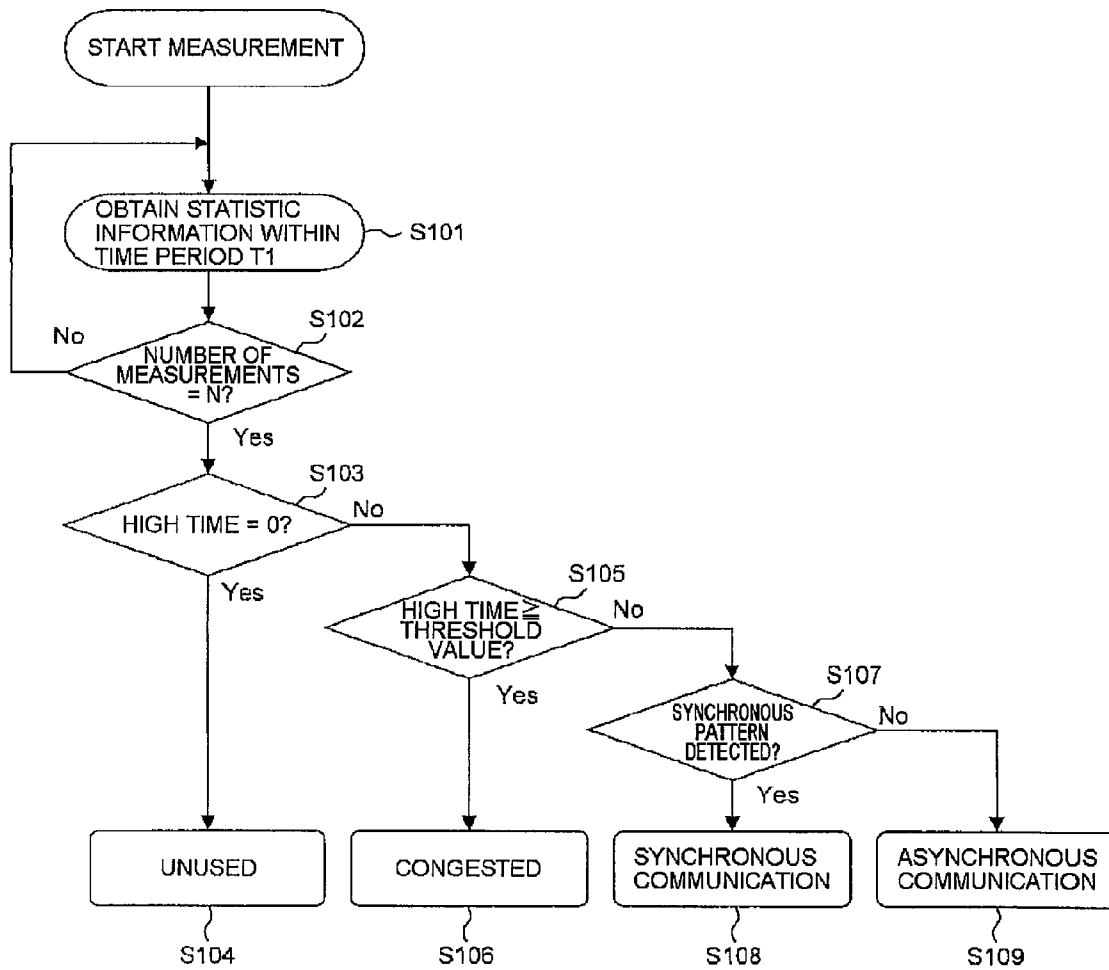 START MEASUREMENT
OBTAIN STATISTIC
INFORMATION WITHIN
TIME PERIOD T1
S101
S102
No
NUMBER OF
MEASUREMENTS
= N?
Yes
S103
No
HIGH TIME = 0?
Yes
S105
No
HIGH TIME ≧
THRESHOLD
VALUE?
Yes
S107
No
SYNCHRONOUS
PATTERN
DETECTED?
Yes
UNUSED
CONGESTED
SYNCHRONOUS
COMMUNICATION
ASYNCHRONOUS
COMMUNICATION
S104
S106
S108
S109